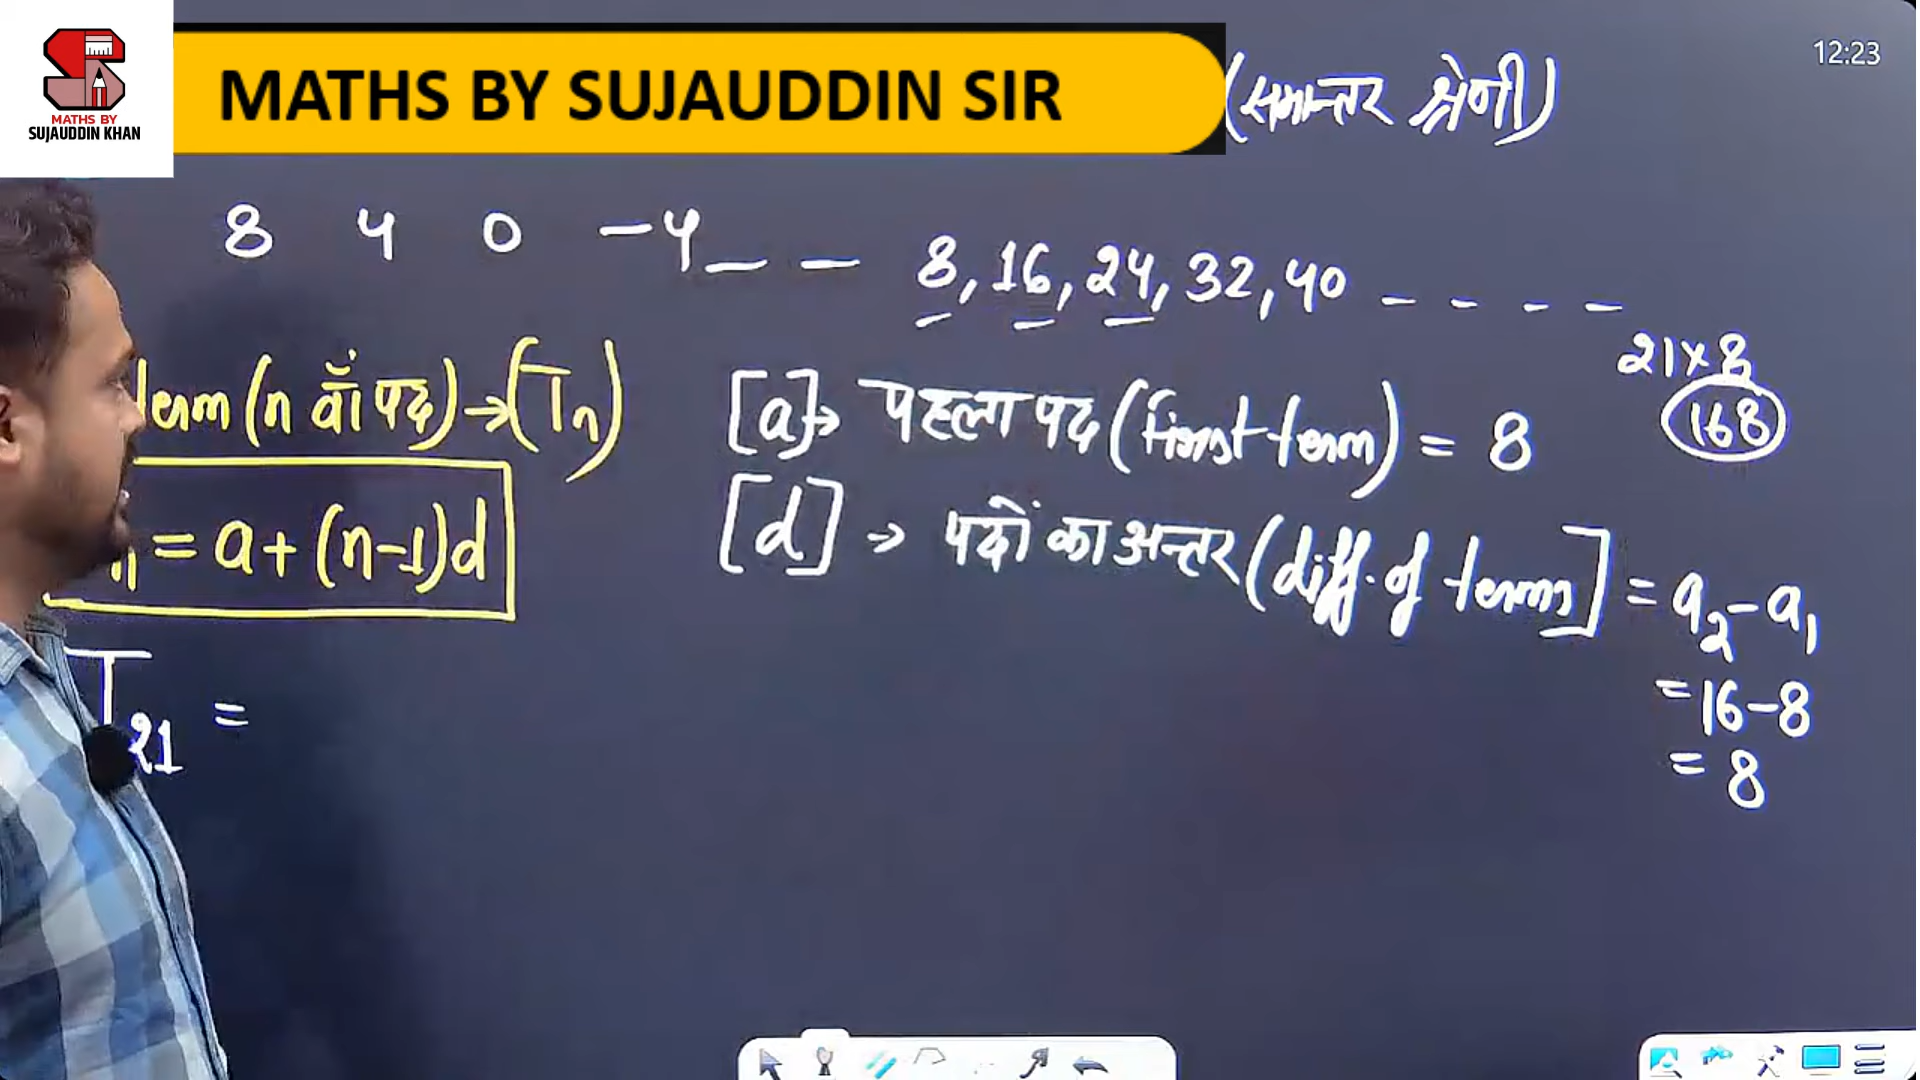 MATHS BY
SUJAUDDIN KHAN
MATHS BY SUJAUDDIN SIR
(समान्तर श्रेणी)
12:23
8 4 0 -4 _ _
8, 16, 24, 32, 40 - - - -
21×8
168
term (n वाँ पद) → (Tn)
[a] → पहला पद (first term) = 8
n = a + (n-1)d
[d] → पदों का अन्तर (diff. of terms] = a2 - a1
= 16-8
= 8
T21 =